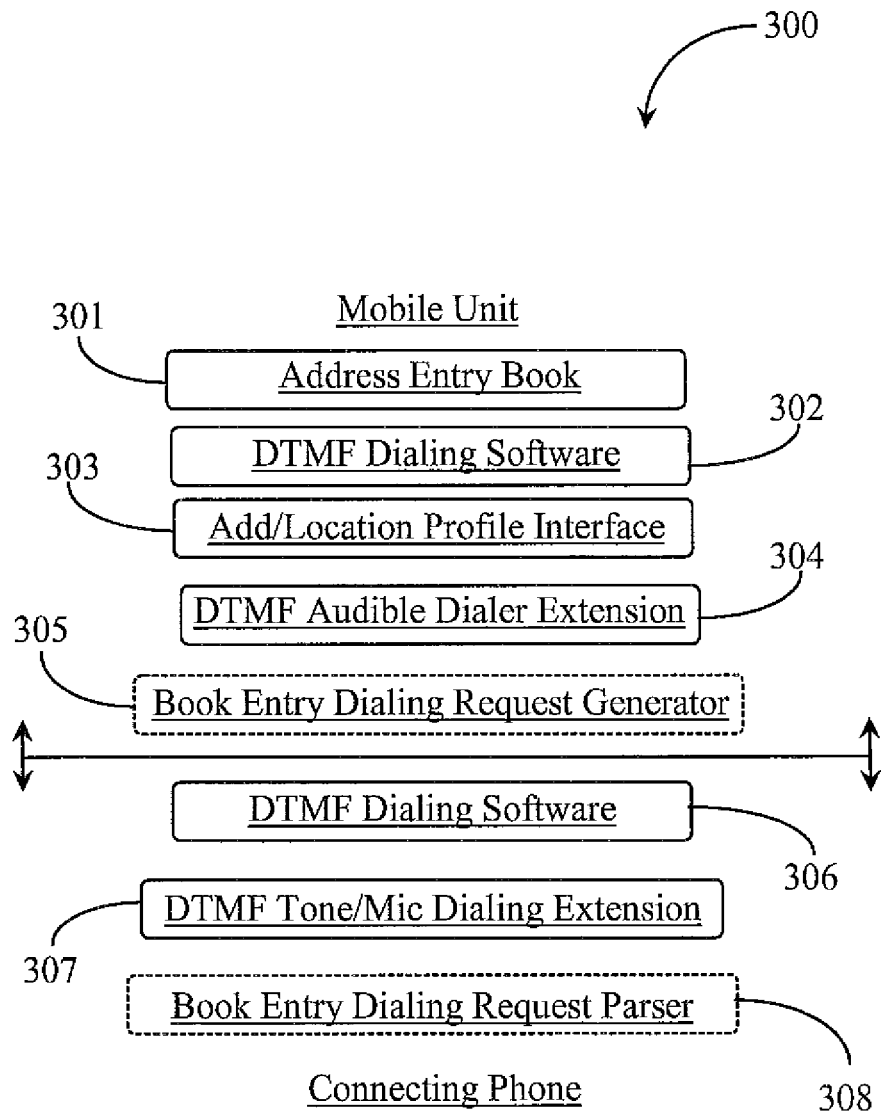 300
Mobile Unit
301
Address Entry Book
302
DTMF Dialing Software
303
Add/Location Profile Interface
304
DTMF Audible Dialer Extension
305
Book Entry Dialing Request Generator
DTMF Dialing Software
306
DTMF Tone/Mic Dialing Extension
307
Book Entry Dialing Request Parser
308
Connecting Phone